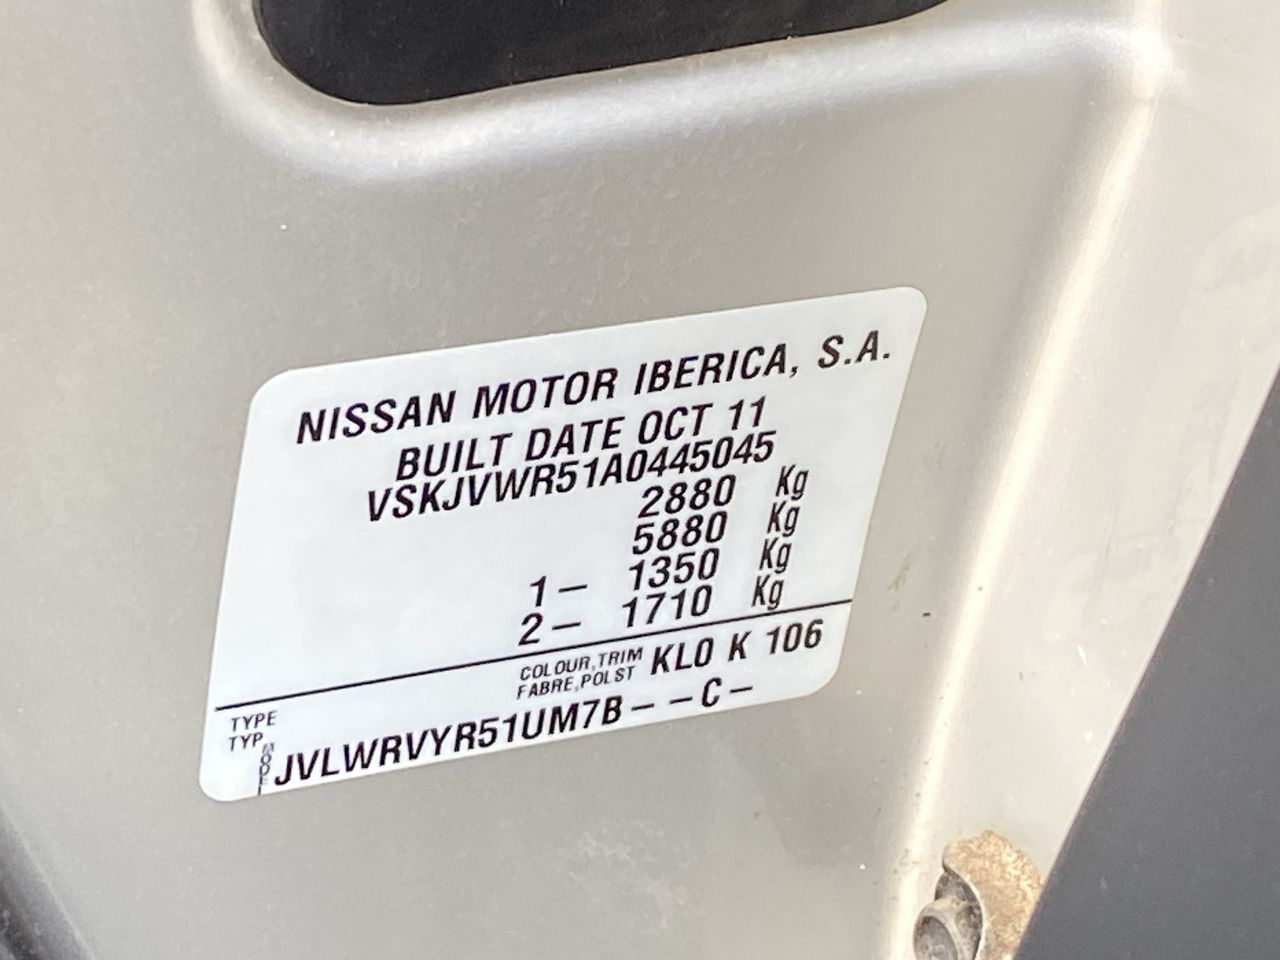 NISSAN MOTOR IBERICA, S.A.
BUILT DATE OCT 11
VSKJVWR51A0445045
2880 Kg
5880 Kg
1- 1350 Kg
2- 1710 Kg
COLOUR,TRIM KL0 K 106
FABRE,POLST
TYPE
TYP
MODEL
JVLWRVYR51UM7B--C-